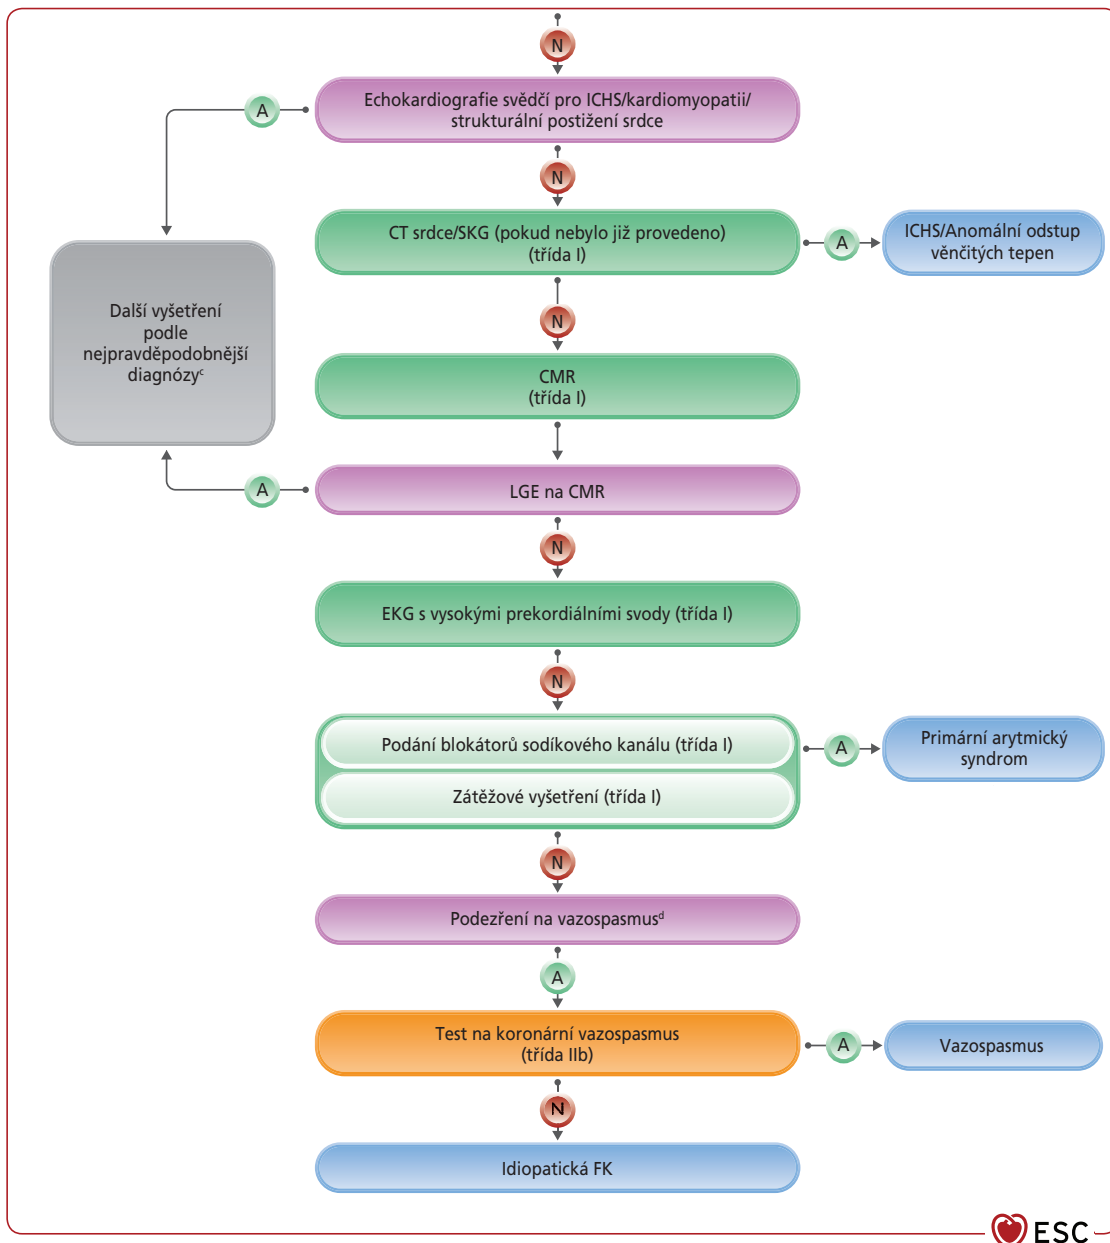 N
Echokardiografie svědčí pro ICHS/kardiomyopatii/
strukturální postižení srdce
A
N
CT srdce/SKG (pokud nebylo již provedeno)
(třída I)
A
ICHS/Anomální odstup
věnčitých tepen
Další vyšetření
podle
nejpravděpodobnější
diagnózyᶜ
N
CMR
(třída I)
A
LGE na CMR
N
EKG s vysokými prekordiálními svody (třída I)
N
Podání blokátorů sodíkového kanálu (třída I)
Zátěžové vyšetření (třída I)
A
Primární arytmický
syndrom
N
Podezření na vazospasmusᵈ
A
Test na koronární vazospasmus
(třída IIb)
A
Vazospasmus
N
Idiopatická FK
ESC